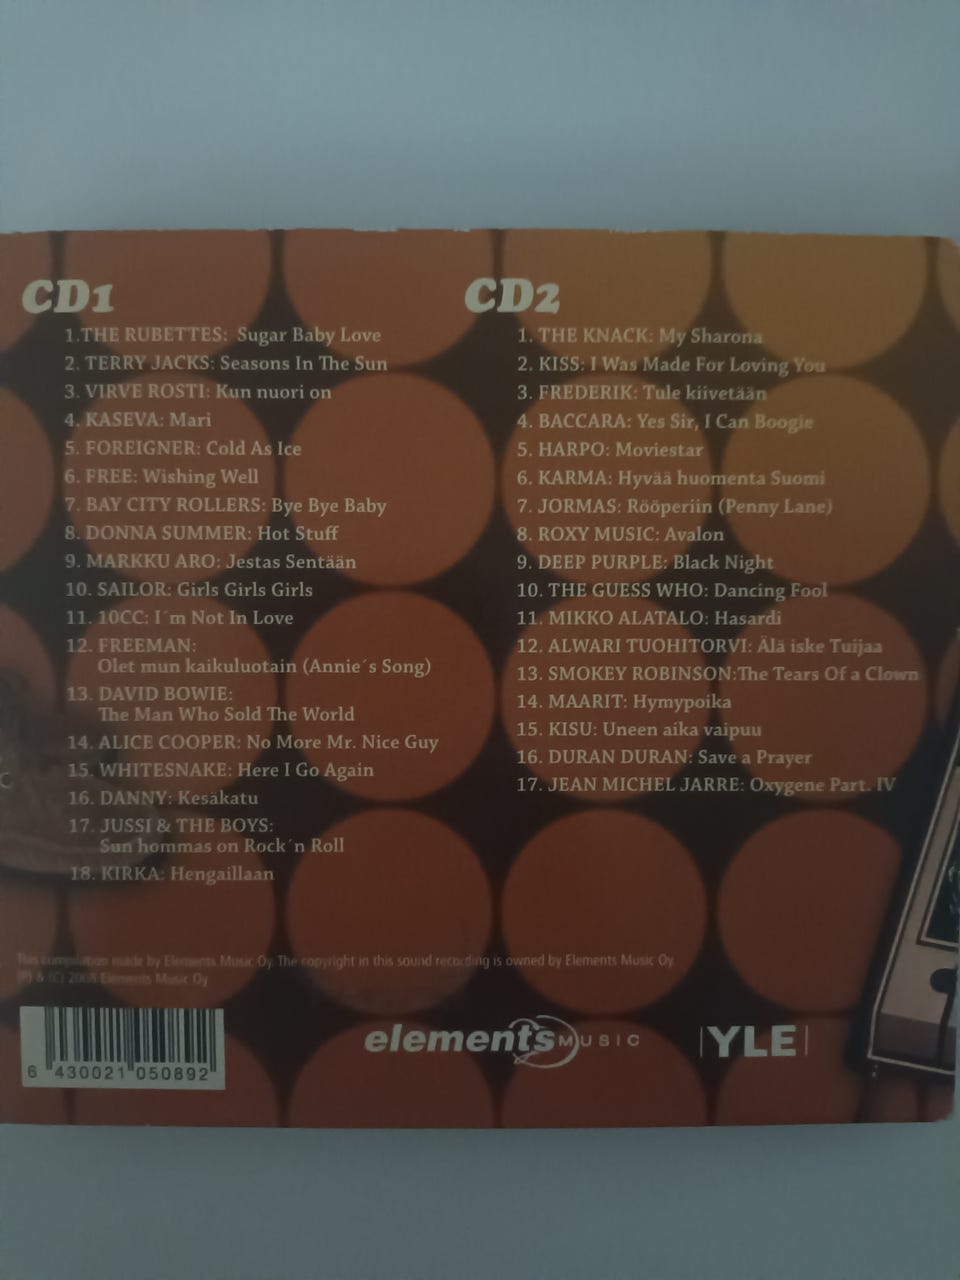 CD1
1.THE RUBETTES: Sugar Baby Love
2. TERRY JACKS: Seasons In The Sun
3. VIRVE ROSTI: Kun nuori on
4. KASEVA: Mari
5. FOREIGNER: Cold As Ice
6. FREE: Wishing Well
7. BAY CITY ROLLERS: Bye Bye Baby
8. DONNA SUMMER: Hot Stuff
9. MARKKU ARO: Jestas Sentään
10. SAILOR: Girls Girls Girls
11. 10CC: I´m Not In Love
12. FREEMAN:
Olet mun kaikuluotain (Annie´s Song)
13. DAVID BOWIE:
The Man Who Sold The World
14. ALICE COOPER: No More Mr. Nice Guy
15. WHITESNAKE: Here I Go Again
16. DANNY: Kesäkatu
17. JUSSI & THE BOYS:
Sun hommas on Rock´n Roll
18. KIRKA: Hengaillaan
CD2
1. THE KNACK: My Sharona
2. KISS: I Was Made For Loving You
3. FREDERIK: Tule kiivetään
4. BACCARA: Yes Sir, I Can Boogie
5. HARPO: Moviestar
6. KARMA: Hyvää huomenta Suomi
7. JORMAS: Rööperiin (Penny Lane)
8. ROXY MUSIC: Avalon
9. DEEP PURPLE: Black Night
10. THE GUESS WHO: Dancing Fool
11. MIKKO ALATALO: Hasardi
12. ALWARI TUOHITORVI: Älä iske Tuijaa
13. SMOKEY ROBINSON:The Tears Of a Clown
14. MAARIT: Hymypoika
15. KISU: Uneen aika vaipuu
16. DURAN DURAN: Save a Prayer
17. JEAN MICHEL JARRE: Oxygene Part. IV
This compilation made by Elements Music Oy. The copyright in this sound recording is owned by Elements Music Oy.
(P) & (C) 2008 Elements Music Oy
6 430021 050892
elements MUSIC
YLE